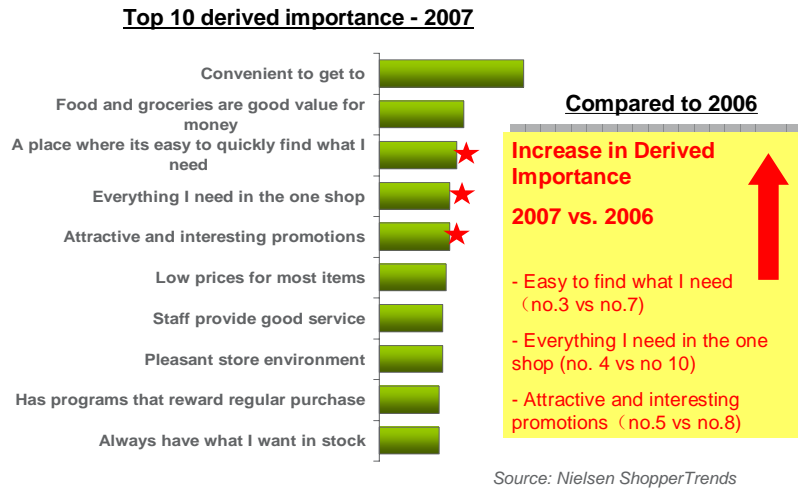 Top 10 derived importance - 2007
Convenient to get to
Food and groceries are good value for
money
A place where its easy to quickly find what I
need
Everything I need in the one shop
Attractive and interesting promotions
Low prices for most items
Staff provide good service
Pleasant store environment
Has programs that reward regular purchase
Always have what I want in stock
Compared to 2006
Increase in Derived
Importance
2007 vs. 2006
- Easy to find what I need
（no.3 vs no.7)
- Everything I need in the one
shop (no. 4 vs no 10)
- Attractive and interesting
promotions（no.5 vs no.8)
Source: Nielsen ShopperTrends